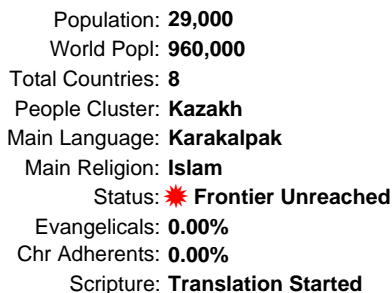 Population: 29,000
World Popl: 960,000
Total Countries: 8
People Cluster: Kazakh
Main Language: Karakalpak
Main Religion: Islam
Status: Frontier Unreached
Evangelicals: 0.00%
Chr Adherents: 0.00%
Scripture: Translation Started